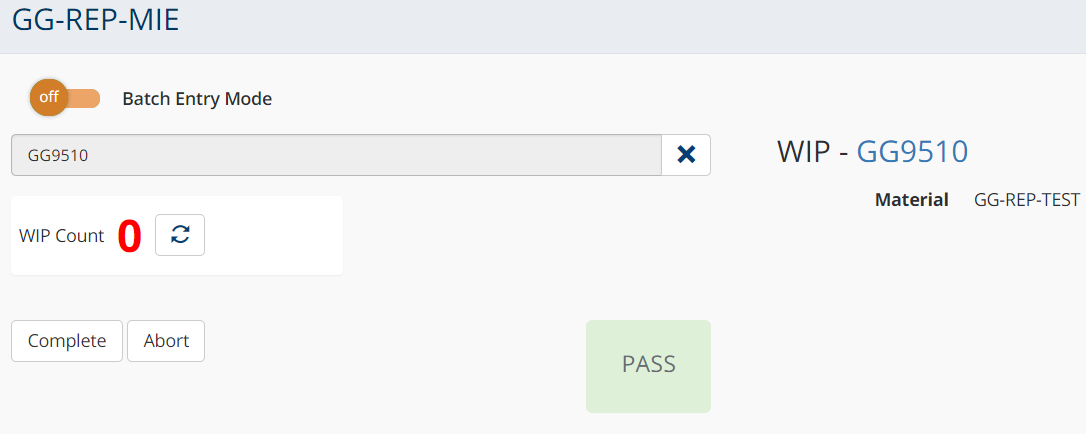 GG-REP-MIE
off
Batch Entry Mode
GG9510
WIP - GG9510
Material GG-REP-TEST
WIP Count 0
Complete
Abort
PASS